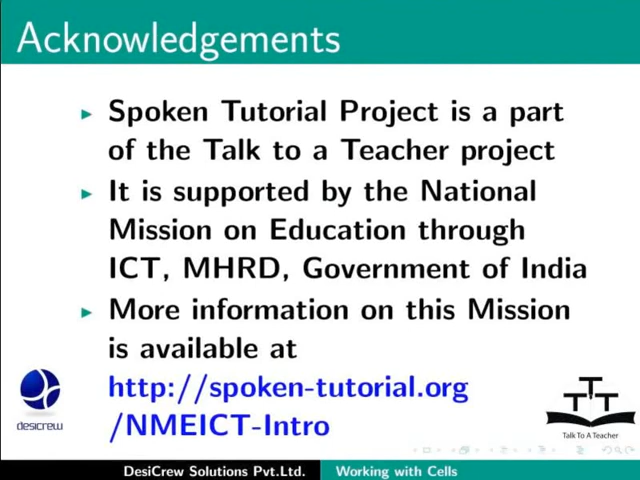 Acknowledgements
Spoken Tutorial Project is a part
of the Talk to a Teacher project
It is supported by the National
Mission on Education through
ICT, MHRD, Government of India
More information on this Mission
is available at
http://spoken-tutorial.org
/NMEICT-Intro
desicrew
TTT
Talk To A Teacher
DesiCrew Solutions Pvt.Ltd.
Working with Cells